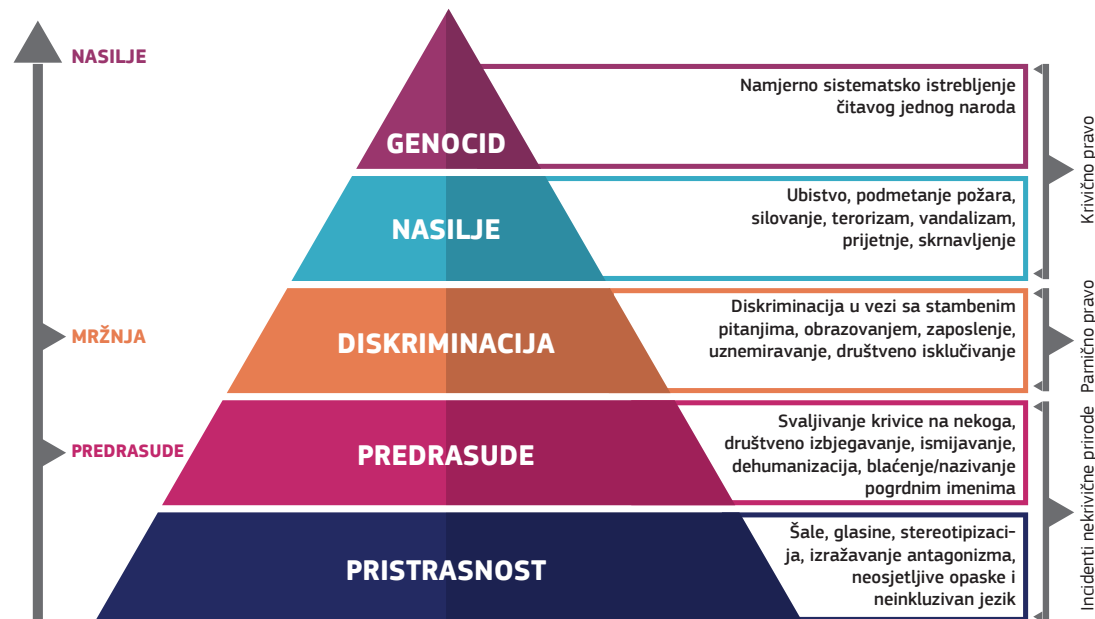 NASILJE
GENOCID
Namjerno sistematsko istrebljenje
čitavog jednog naroda
NASILJE
Ubistvo, podmetanje požara,
silovanje, terorizam, vandalizam,
prijetnje, skrnavljenje
Krivično pravo
MRŽNJA
DISKRIMINACIJA
Diskriminacija u vezi sa stambenim
pitanjima, obrazovanjem, zaposlenje,
uznemiravanje, društveno isključivanje
Parnično pravo
PREDRASUDE
PREDRASUDE
Svaljivanje krivice na nekoga,
društveno izbjegavanje, ismijavanje,
dehumanizacija, blaćenje/nazivanje
pogrdnim imenima
PRISTRASNOST
Šale, glasine, stereotipizaci-
ja, izražavanje antagonizma,
neosjetljive opaske i
neinkluzivan jezik
Incidenti nekrivične prirode